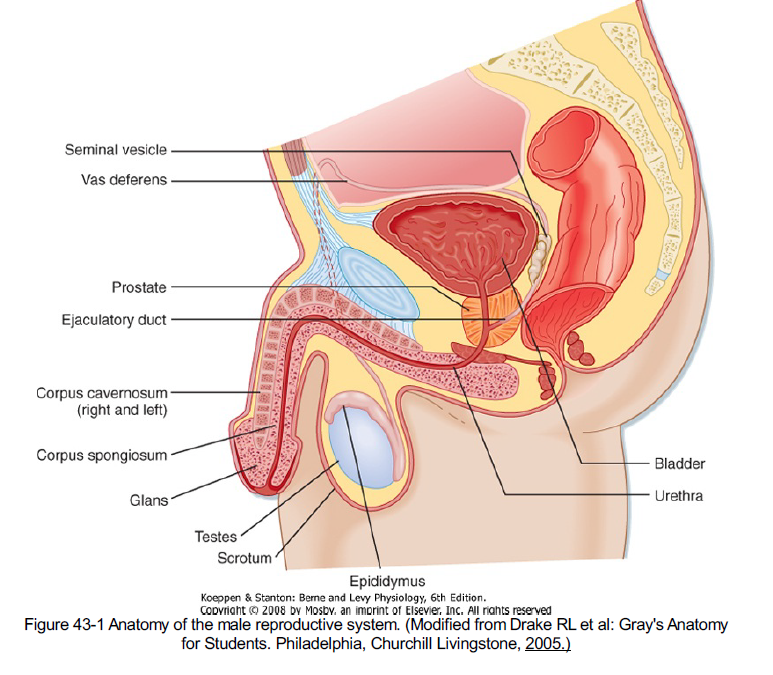 Seminal vesicle
Vas deferens
Prostate
Ejaculatory duct
Corpus cavernosum
(right and left)
Corpus spongiosum
Glans
Testes
Scrotum
Epididymus
Bladder
Urethra
Koeppen & Stanton: Berne and Levy Physiology, 6th Edition.
Copyright © 2008 by Mosby, an imprint of Elsevier, Inc. All rights reserved
Figure 43-1 Anatomy of the male reproductive system. (Modified from Drake RL et al: Gray's Anatomy
for Students. Philadelphia, Churchill Livingstone, 2005.)